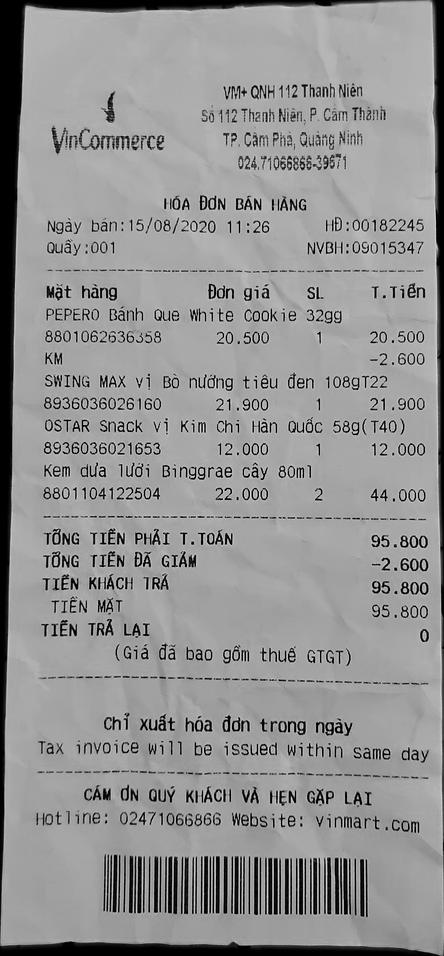 VinCommerce
VM+ QNH 112 Thanh Niên
Số 112 Thanh Niên, P. Cẩm Thành
TP. Cẩm Phả, Quảng Ninh
024.71066866-39671
HÓA ĐƠN BÁN HÀNG
Ngày bán:15/08/2020 11:26 HĐ:00182245
Quầy:001 NVBH:09015347
Mặt hàng Đơn giá SL T.Tiền
PEPERO Bánh Que White Cookie 32gg
8801062636358 20.500 1 20.500
KM -2.600
SWING MAX vị Bò nướng tiêu đen 108gT22
8936036026160 21.900 1 21.900
OSTAR Snack vị Kim Chi Hàn Quốc 58g(T40)
8936036021653 12.000 1 12.000
Kem dưa lưới Binggrae cây 80ml
8801104122504 22.000 2 44.000
TỔNG TIỀN PHẢI T.TOÁN 95.800
TỔNG TIỀN ĐÃ GIẢM -2.600
TIỀN KHÁCH TRẢ 95.800
TIỀN MẶT 95.800
TIỀN TRẢ LẠI 0
(Giá đã bao gồm thuế GTGT)
Chỉ xuất hóa đơn trong ngày
Tax invoice will be issued within same day
CẢM ƠN QUÝ KHÁCH VÀ HẸN GẶP LẠI
Hotline: 02471066866 Website: vinmart.com